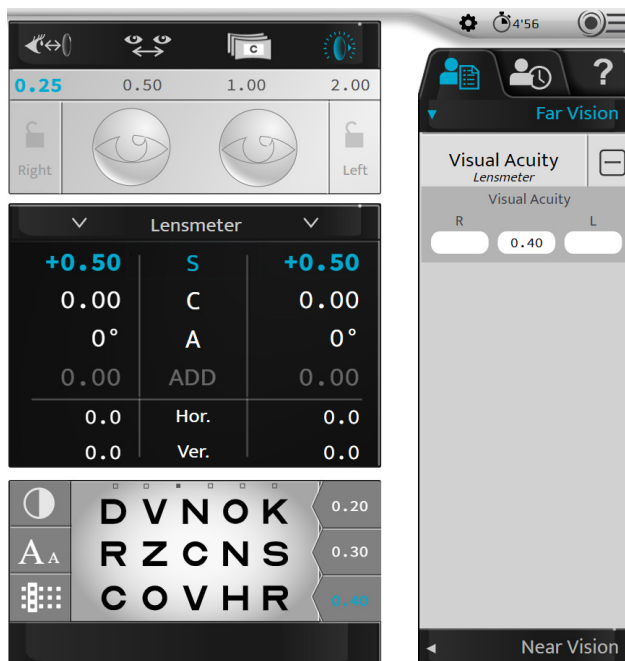 4'56
C
0.25 0.50 1.00 2.00
Right Left
Lensmeter
+0.50 S +0.50
0.00 C 0.00
0° A 0°
0.00 ADD 0.00
0.0 Hor. 0.0
0.0 Ver. 0.0
D V N O K 0.20
A A R Z C N S 0.30
C O V H R 0.40
?
Far Vision
Visual Acuity
Lensmeter
Visual Acuity
R L
0.40
Near Vision